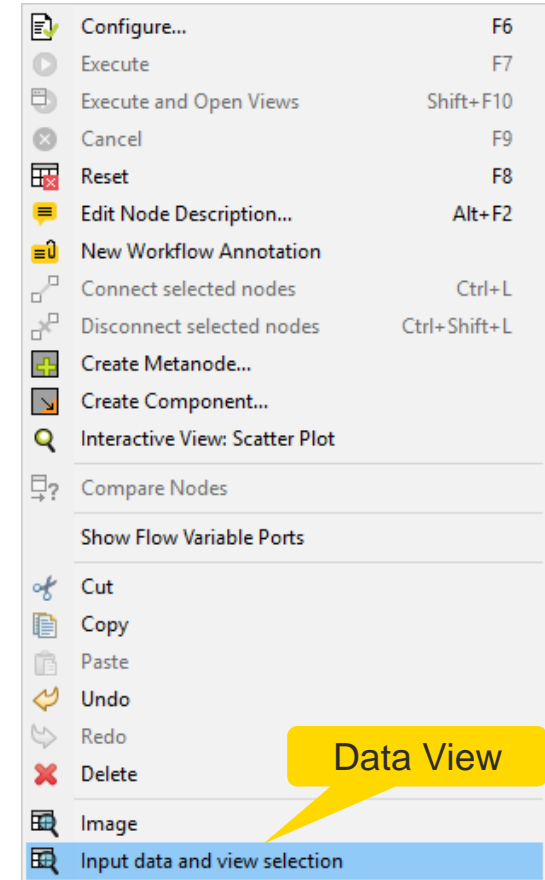 Configure... F6
Execute F7
Execute and Open Views Shift+F10
Cancel F9
Reset F8
Edit Node Description... Alt+F2
New Workflow Annotation
Connect selected nodes Ctrl+L
Disconnect selected nodes Ctrl+Shift+L
Create Metanode...
Create Component...
Interactive View: Scatter Plot
Compare Nodes
Show Flow Variable Ports
Cut
Copy
Paste
Undo
Redo
Data View
Delete
Image
Input data and view selection